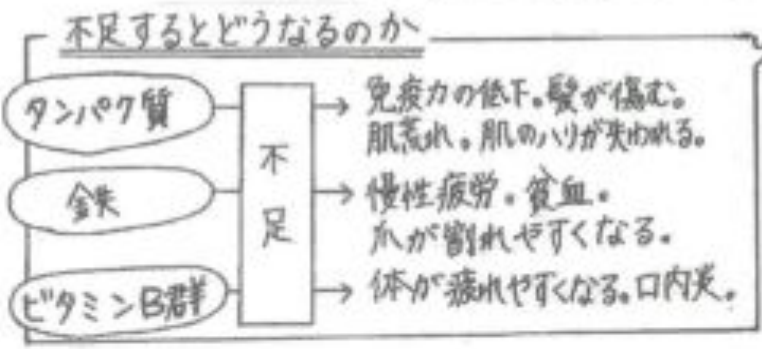 不足するとどうなるのか
タンパク質
不足
免疫力の低下。髪が傷む。
肌荒れ。肌のハリが失われる。
鉄
慢性疲労。貧血。
爪が割れやすくなる。
ビタミンB群
体が疲れやすくなる。口内炎。